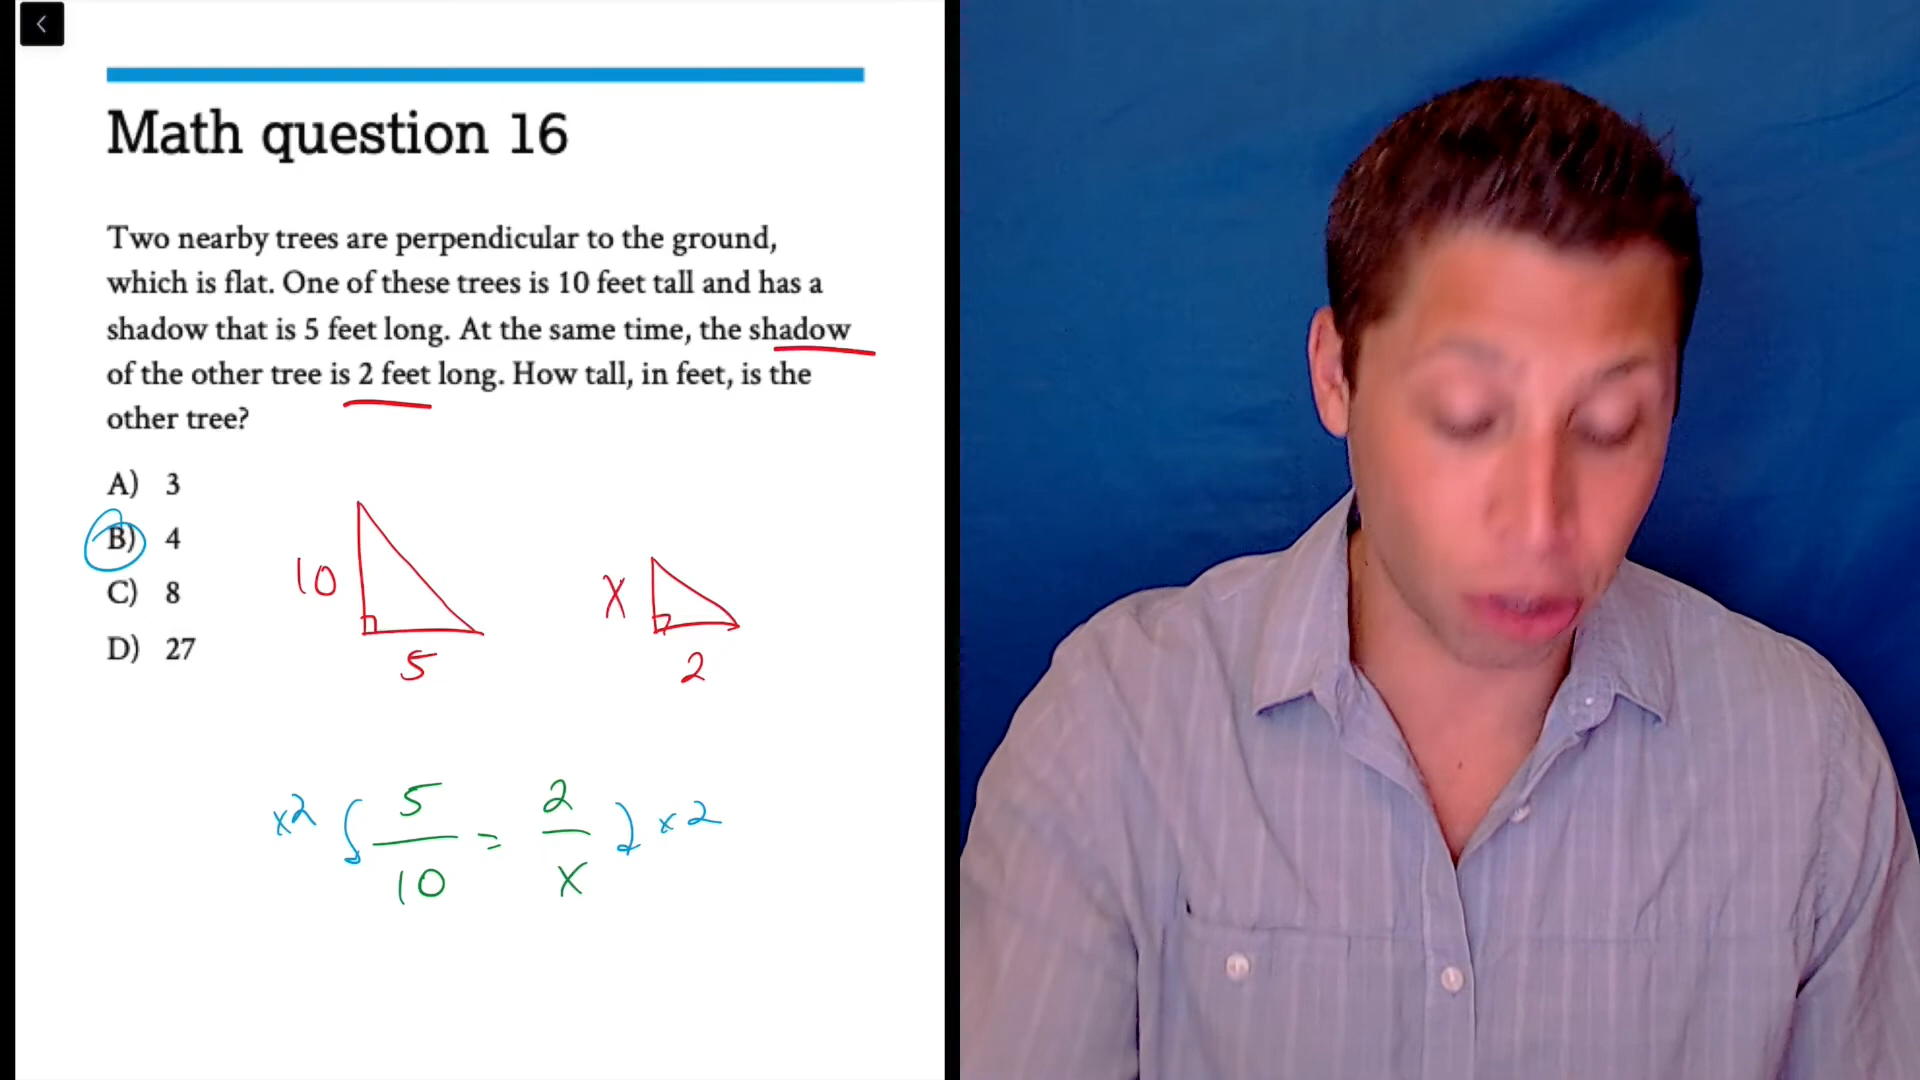 Math question 16
Two nearby trees are perpendicular to the ground,
which is flat. One of these trees is 10 feet tall and has a
shadow that is 5 feet long. At the same time, the shadow
of the other tree is 2 feet long. How tall, in feet, is the
other tree?
A) 3
B) 4
C) 8
D) 27
10
5
x
2
x2 5 = 2 x2
10 x